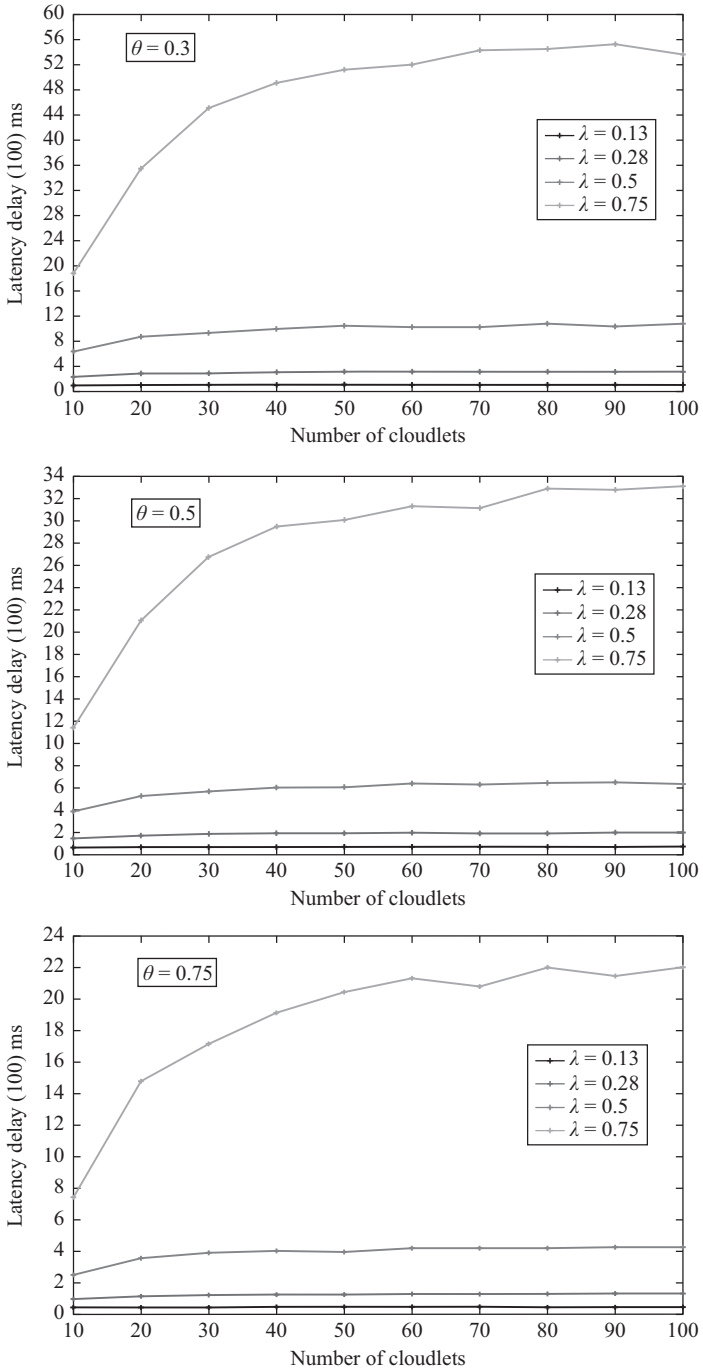 60
56
52
48
44
40
36
32
28
24
20
16
12
8
4
0
Latency delay (100) ms
θ = 0.3
λ = 0.13
λ = 0.28
λ = 0.5
λ = 0.75
10 20 30 40 50 60 70 80 90 100
Number of cloudlets
34
32
30
28
26
24
22
20
18
16
14
12
10
8
6
4
2
0
Latency delay (100) ms
θ = 0.5
λ = 0.13
λ = 0.28
λ = 0.5
λ = 0.75
10 20 30 40 50 60 70 80 90 100
Number of cloudlets
24
22
20
18
16
14
12
10
8
6
4
2
0
Latency delay (100) ms
θ = 0.75
λ = 0.13
λ = 0.28
λ = 0.5
λ = 0.75
10 20 30 40 50 60 70 80 90 100
Number of cloudlets